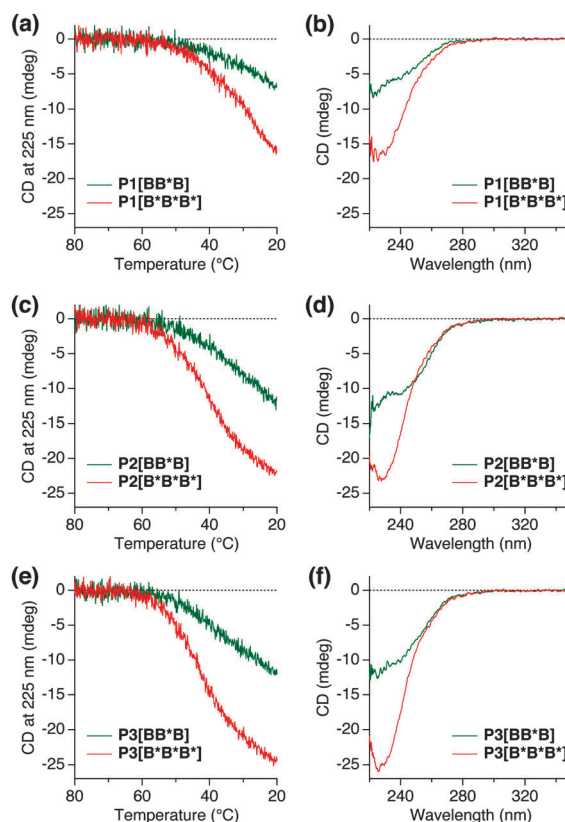 (a)
CD at 225 nm (mdeg)
0
-5
-10
-15
-20
-25
P1[BB*B]
P1[B*B*B*]
80 60 40 20
Temperature (°C)
(b)
CD (mdeg)
0
-5
-10
-15
-20
-25
P1[BB*B]
P1[B*B*B*]
240 280 320
Wavelength (nm)
(c)
CD at 225 nm (mdeg)
0
-5
-10
-15
-20
-25
P2[BB*B]
P2[B*B*B*]
80 60 40 20
Temperature (°C)
(d)
CD (mdeg)
0
-5
-10
-15
-20
-25
P2[BB*B]
P2[B*B*B*]
240 280 320
Wavelength (nm)
(e)
CD at 225 nm (mdeg)
0
-5
-10
-15
-20
-25
P3[BB*B]
P3[B*B*B*]
80 60 40 20
Temperature (°C)
(f)
CD (mdeg)
0
-5
-10
-15
-20
-25
P3[BB*B]
P3[B*B*B*]
240 280 320
Wavelength (nm)